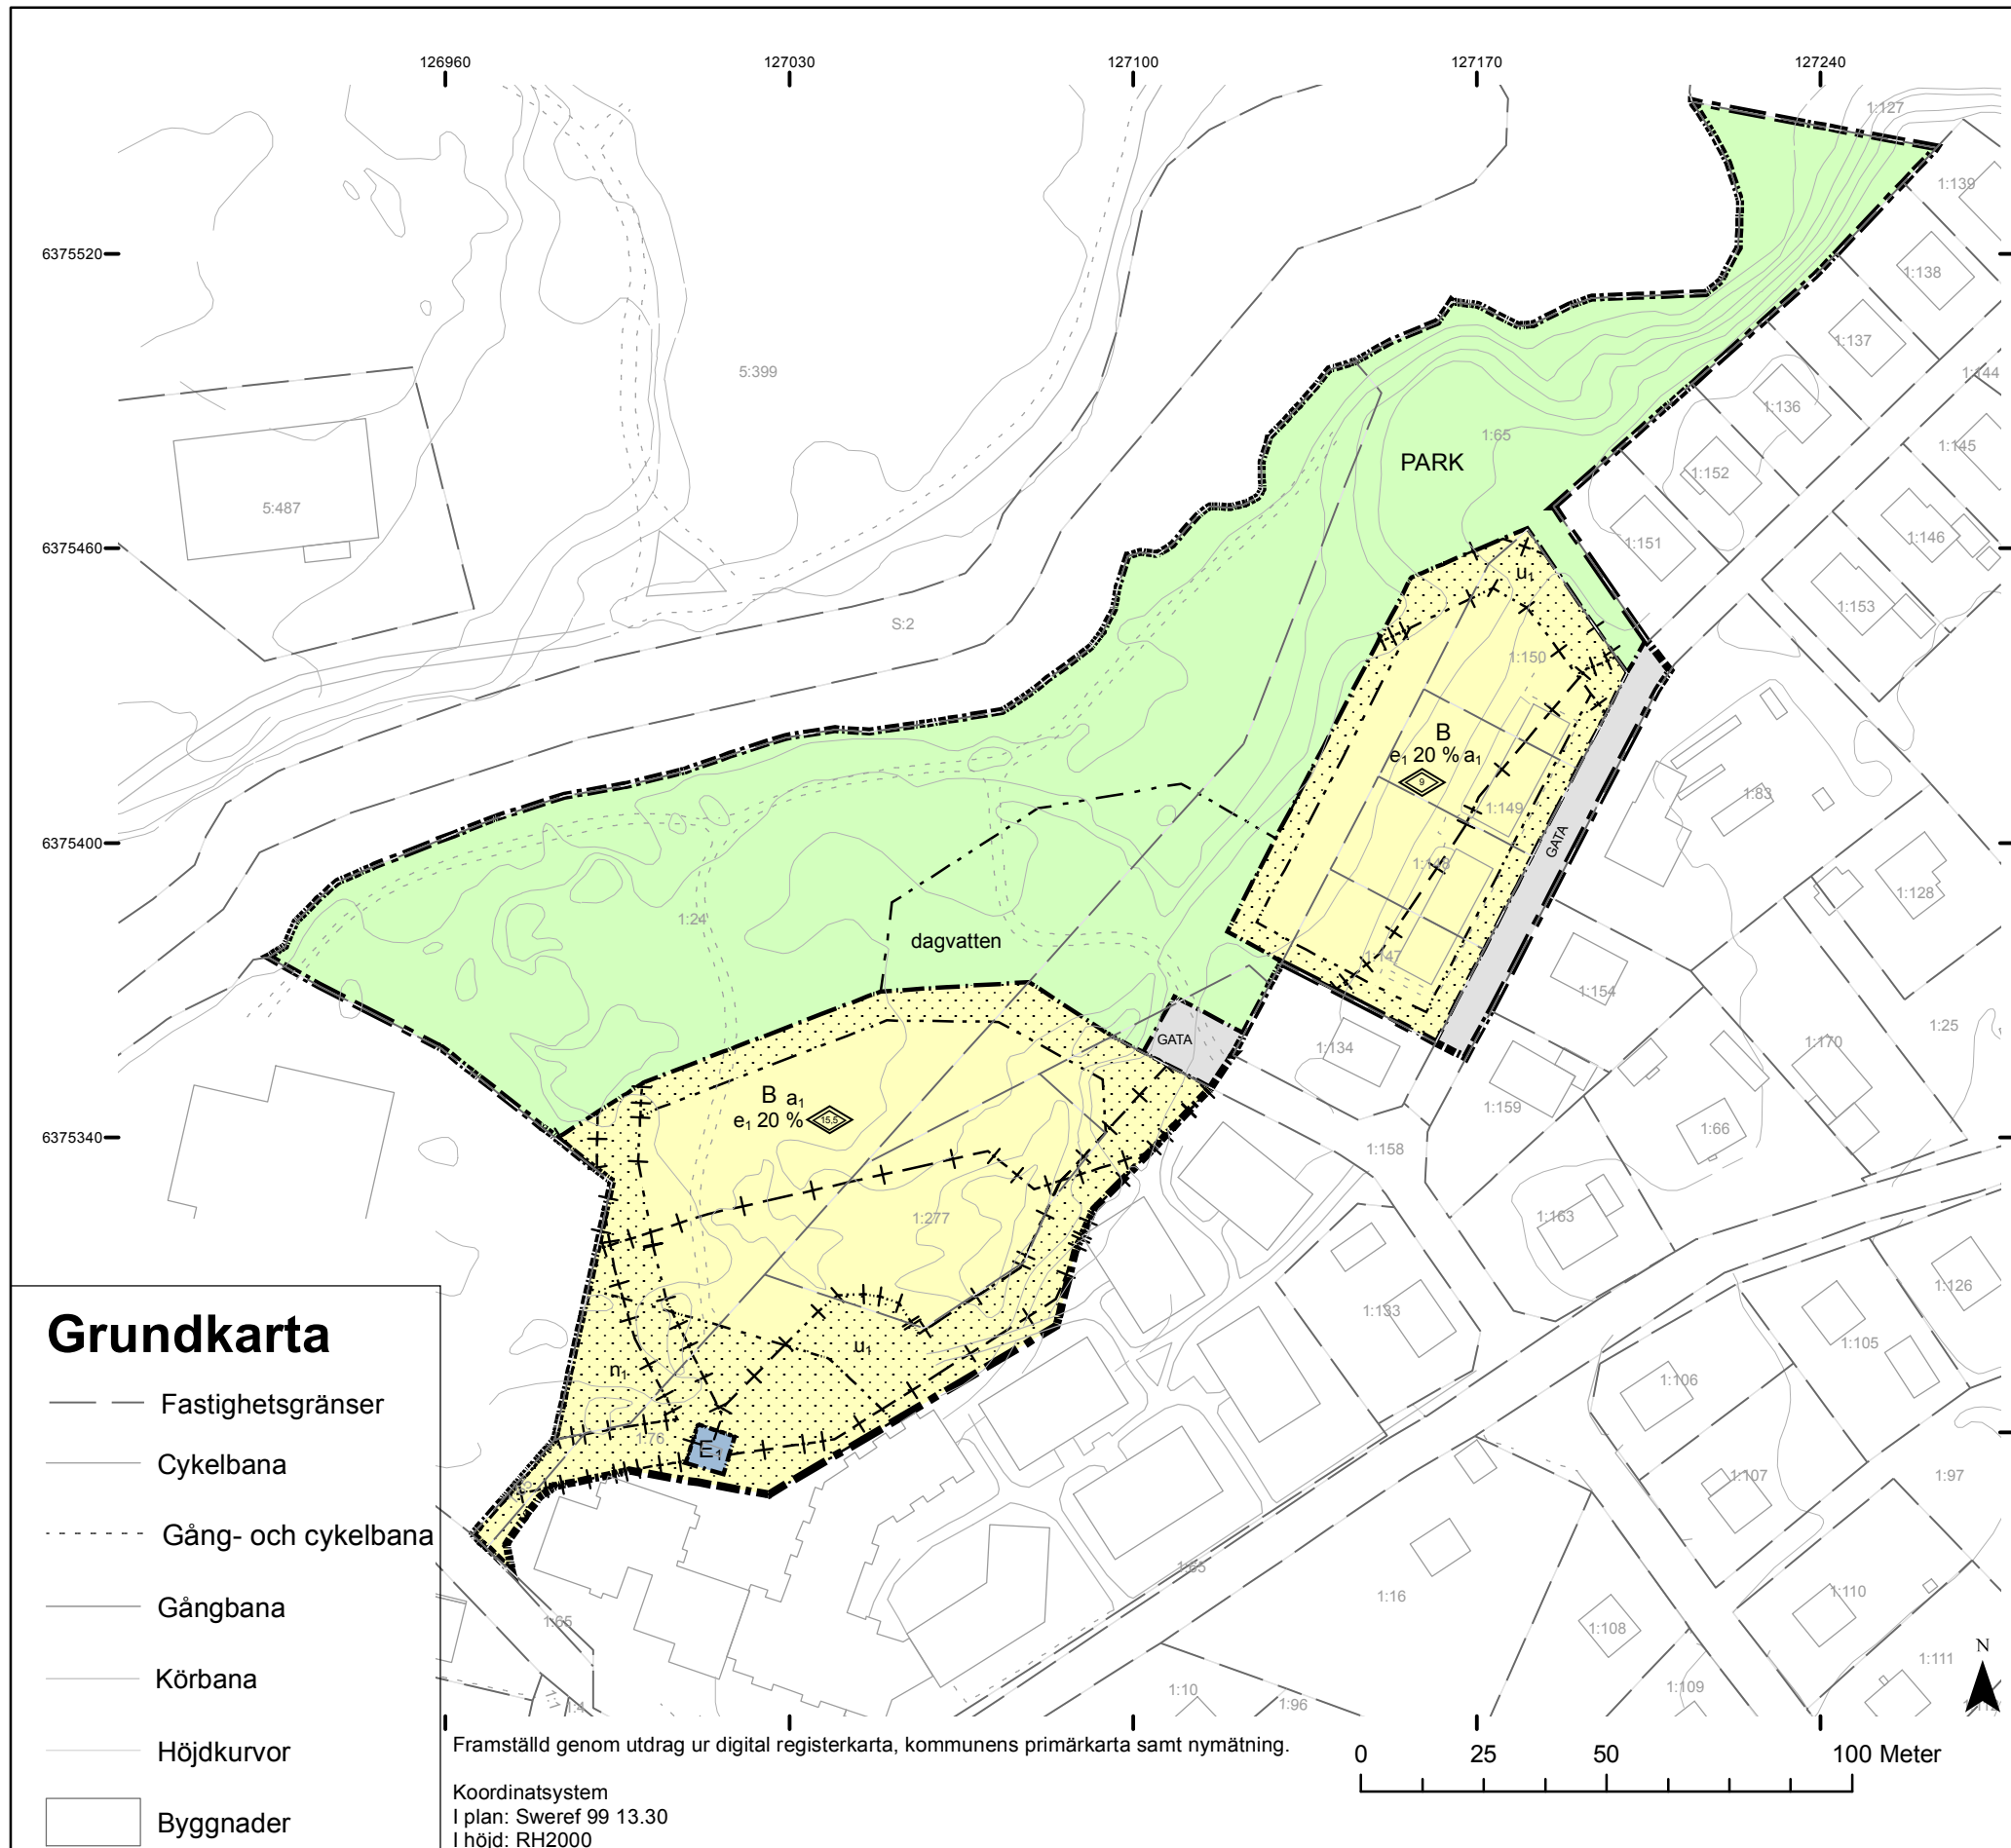 126960
127030
127100
127170
127240
1:127
1:139
6375520
1:138
1:137
5:399
1:144
1:136
1:65
1:145
PARK
1:152
5:487
1:146
1:151
6375460
u1
1:153
S:2
1:150
B
e1 20 % a1
9
1:83
1:149
GATA
6375400
1:148
1:128
1:24
dagvatten
1:147
1:154
1:25
GATA
1:134
1:170
B a1
e1 20 %
15,5
1:159
1:66
6375340
1:158
1:277
1:163
1:126
1:133
Grundkarta
u1
1:105
n1
1:106
Fastighetsgränser
1:76
E1
Cykelbana
1:107
1:97
Gång- och cykelbana
1:65
1:16
1:110
Gångbana
1:65
1:108
N
1:111
Körbana
1:10
1:109
1:4
1:96
Höjdkurvor
Framställd genom utdrag ur digital registerkarta, kommunens primärkarta samt nymätning.
0 25 50 100 Meter
Koordinatsystem
I plan: Sweref 99 13.30
Byggnader
I höjd: RH2000